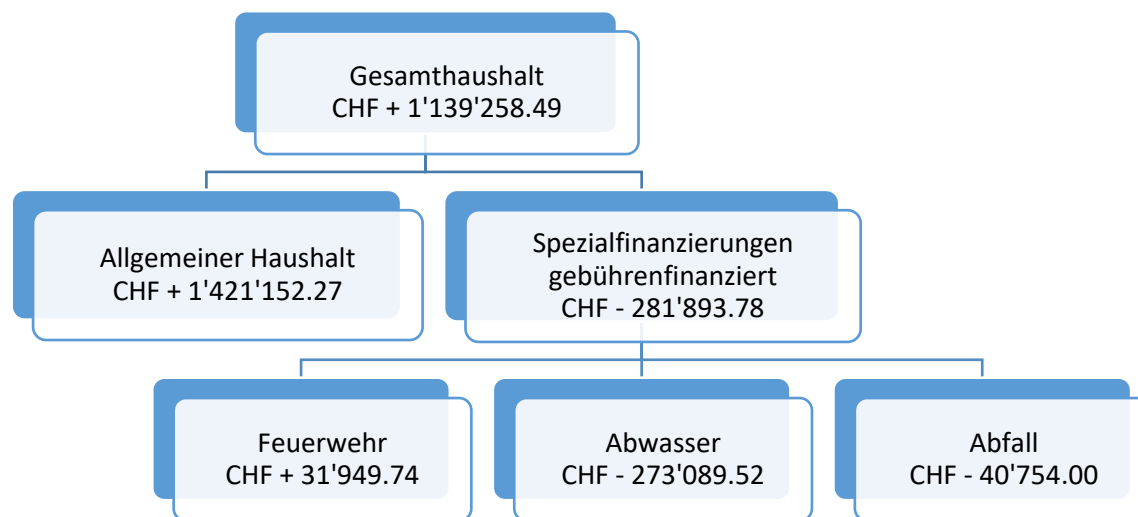 Gesamthaushalt
CHF + 1'139'258.49
Allgemeiner Haushalt
CHF + 1'421'152.27
Spezialfinanzierungen
gebührenfinanziert
CHF - 281'893.78
Feuerwehr
CHF + 31'949.74
Abwasser
CHF - 273'089.52
Abfall
CHF - 40'754.00